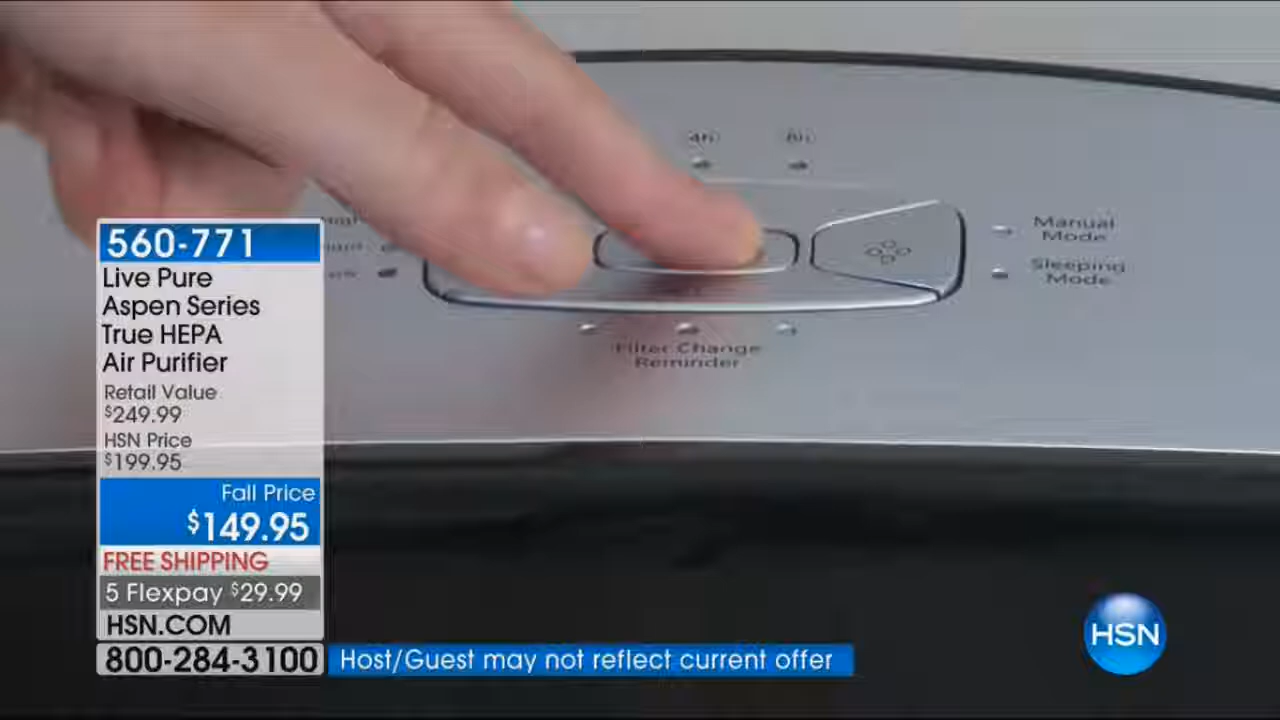 4h 8h
560-771
Live Pure
Aspen Series
True HEPA
Air Purifier
Retail Value
$249.99
HSN Price
$199.95
Fall Price
$149.95
FREE SHIPPING
5 Flexpay $29.99
HSN.COM
800-284-3100
Host/Guest may not reflect current offer
Manual
Mode
Sleeping
Mode
Filter Change
Reminder
HSN